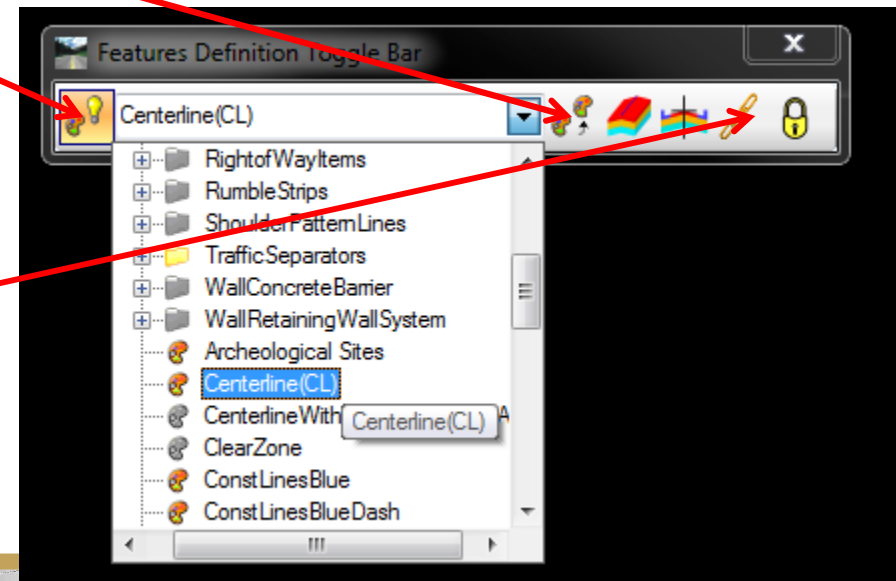 Features Definition Toggle Bar
Centerline(CL)
RightofWayItems
RumbleStrips
ShoulderPatternLines
TrafficSeparators
WallConcreteBarrier
WallRetainingWallSystem
Archeological Sites
Centerline(CL)
CenterlineWith A
Centerline(CL)
ClearZone
ConstLinesBlue
ConstLinesBlueDash